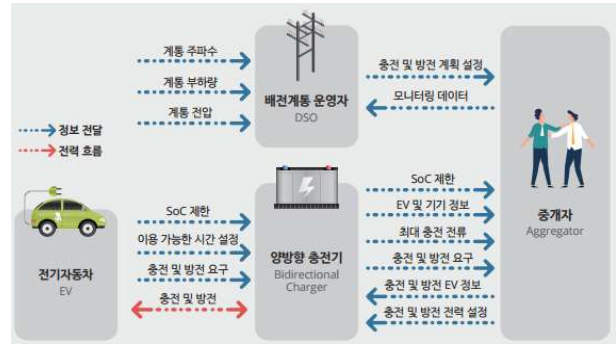 계통 주파수
계통 부하량
계통 전압
배전계통 운영자
DSO
충전 및 방전 계획 설정
모니터링 데이터
정보 전달
전력 흐름
전기자동차
EV
SoC 제한
이용 가능한 시간 설정
충전 및 방전 요구
충전 및 방전
양방향 충전기
Bidirectional
Charger
SoC 제한
EV 및 기기 정보
최대 충전 전류
충전 및 방전 요구
충전 및 방전 EV 정보
충전 및 방전 전력 설정
중개자
Aggregator